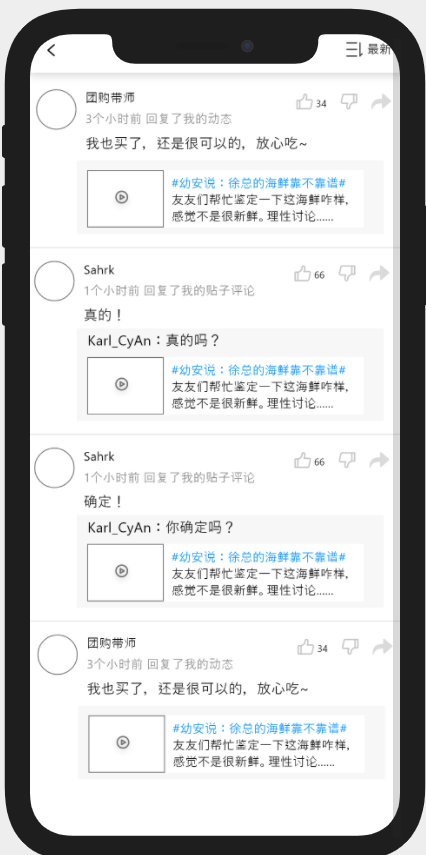 最新
团购带师
34
3个小时前 回复了我的动态
我也买了，还是很可以的，放心吃~
#幼安说：徐总的海鲜靠不靠谱#
友友们帮忙鉴定一下这海鲜咋样，
感觉不是很新鲜。理性讨论......
Sahrk
66
1个小时前 回复了我的贴子评论
真的！
Karl_CyAn：真的吗？
#幼安说：徐总的海鲜靠不靠谱#
友友们帮忙鉴定一下这海鲜咋样，
感觉不是很新鲜。理性讨论......
Sahrk
66
1个小时前 回复了我的贴子评论
确定！
Karl_CyAn：你确定吗？
#幼安说：徐总的海鲜靠不靠谱#
友友们帮忙鉴定一下这海鲜咋样，
感觉不是很新鲜。理性讨论......
团购带师
34
3个小时前 回复了我的动态
我也买了，还是很可以的，放心吃~
#幼安说：徐总的海鲜靠不靠谱#
友友们帮忙鉴定一下这海鲜咋样，
感觉不是很新鲜。理性讨论......